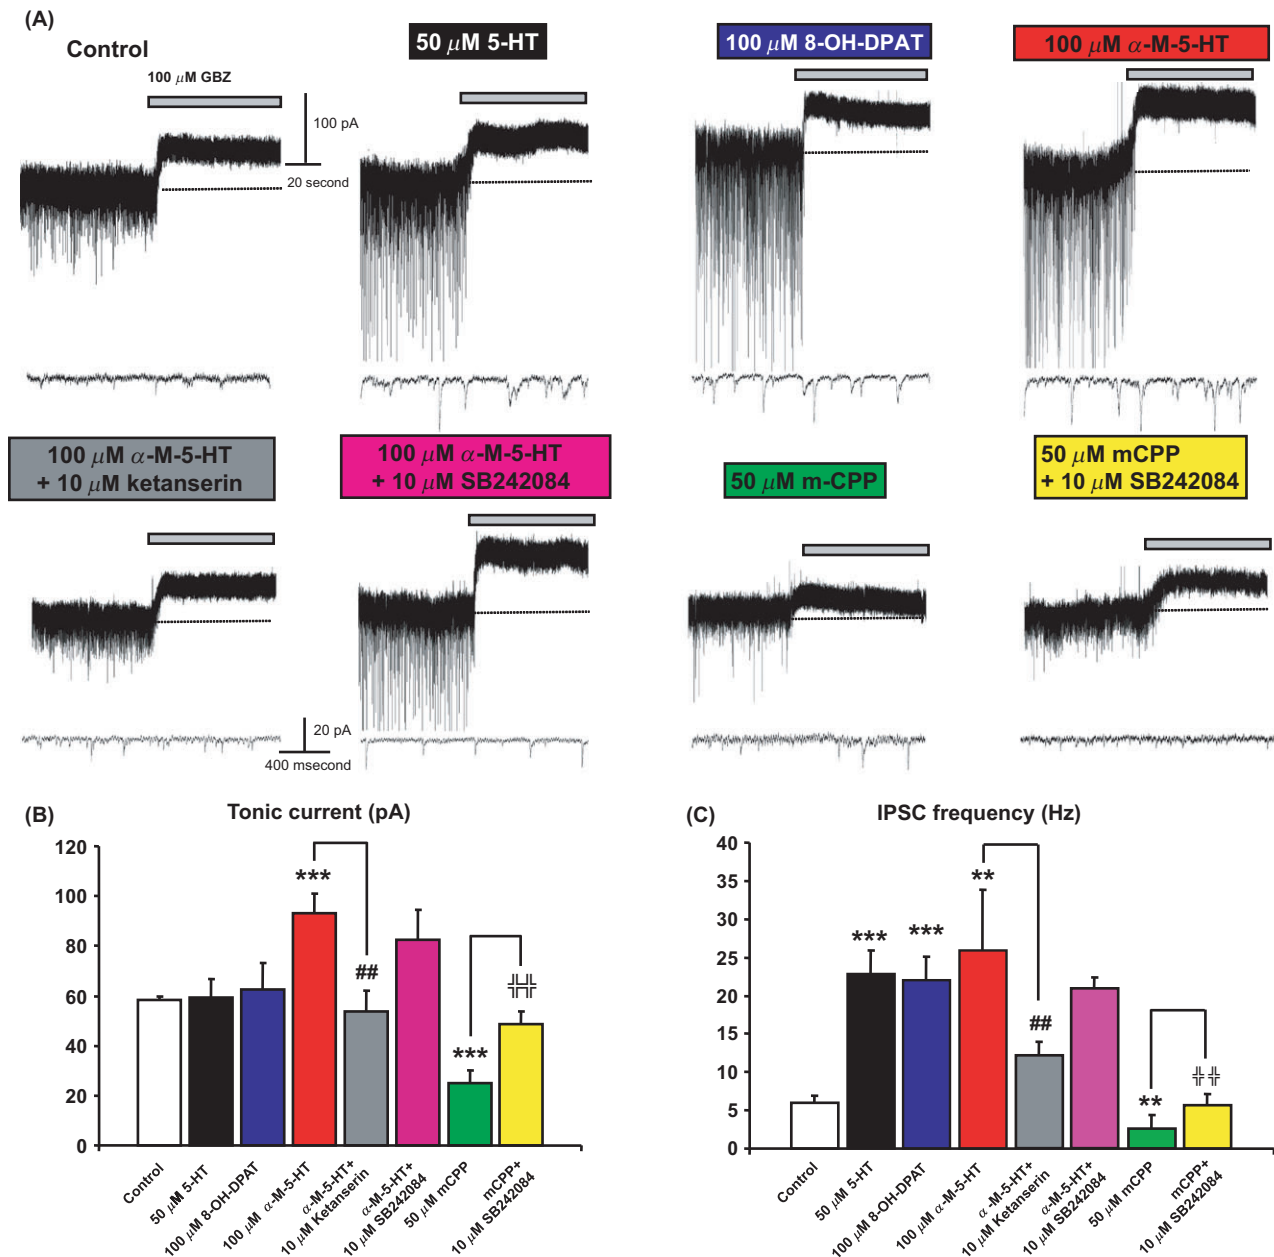 (A)
Control
50 μM 5-HT
100 μM 8-OH-DPAT
100 μM α-M-5-HT
100 μM GBZ
100 pA
20 second
100 μM α-M-5-HT
+ 10 μM ketanserin
100 μM α-M-5-HT
+ 10 μM SB242084
50 μM m-CPP
50 μM mCPP
+ 10 μM SB242084
20 pA
400 msecond
(B)
Tonic current (pA)
120
100
80
60
40
20
0
***
##
***
╬╬
Control
50 μM 5-HT
100 μM 8-OH-DPAT
100 μM α-M-5-HT
α-M-5-HT+
10 μM Ketanserin
α-M-5-HT+
10 μM SB242084
50 μM mCPP
mCPP+
10 μM SB242084
(C)
IPSC frequency (Hz)
40
35
30
25
20
15
10
5
0
***
***
**
##
**
╬╬
Control
50 μM 5-HT
100 μM 8-OH-DPAT
100 μM α-M-5-HT
α-M-5-HT+
10 μM Ketanserin
α-M-5-HT+
10 μM SB242084
50 μM mCPP
mCPP+
10 μM SB242084